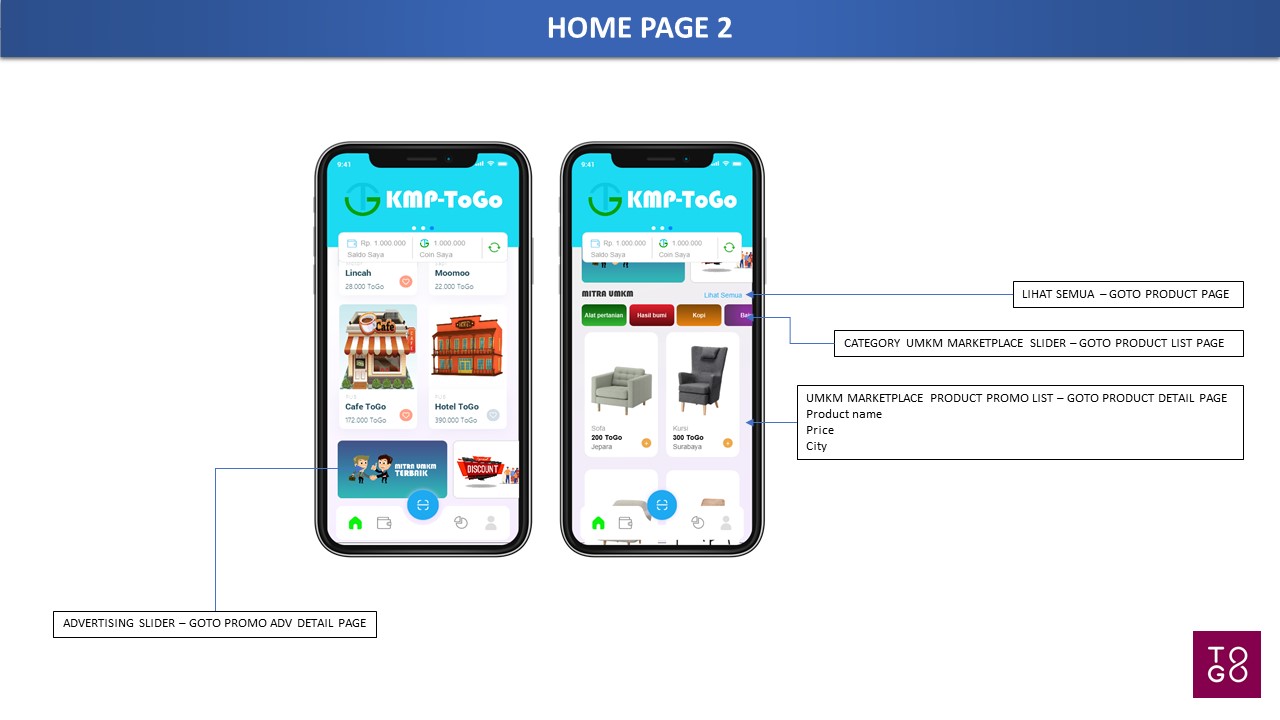 HOME PAGE 2
9:41
KMP-ToGo
Rp. 1.000.000
Saldo Saya
1.000.000
Coin Saya
Lincah
28.000 ToGo
Moomoo
22.000 ToGo
Cafe
Cafe ToGo
172.000 ToGo
HOTEL
Hotel ToGo
390.000 ToGo
MITRA UMKM
TERBAIK
DISCOUNT
9:41
KMP-ToGo
Rp. 1.000.000
Saldo Saya
1.000.000
Coin Saya
MITRA UMKM
Lihat Semua
Alat pertanian
Hasil bumi
Kopi
Sofa
200 ToGo
Jepara
Kursi
300 ToGo
Surabaya
LIHAT SEMUA – GOTO PRODUCT PAGE
CATEGORY UMKM MARKETPLACE SLIDER – GOTO PRODUCT LIST PAGE
UMKM MARKETPLACE PRODUCT PROMO LIST – GOTO PRODUCT DETAIL PAGE
Product name
Price
City
ADVERTISING SLIDER – GOTO PROMO ADV DETAIL PAGE
TO
GO